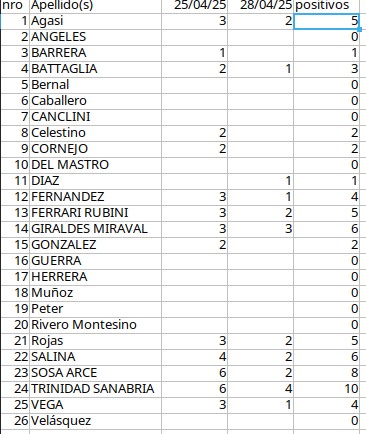 nro Apellido(s) 25/04/25 28/04/25 positivos
1 Agasi 3 2 5
2 ANGELES 0
3 BARRERA 1 1
4 BATTAGLIA 2 1 3
5 Bernal 0
6 Caballero 0
7 CANCLINI 0
8 Celestino 2 2
9 CORNEJO 2 2
10 DEL MASTRO 0
11 DIAZ 1 1
12 FERNANDEZ 3 1 4
13 FERRARI RUBINI 3 2 5
14 GIRALDES MIRAVAL 3 3 6
15 GONZALEZ 2 2
16 GUERRA 0
17 HERRERA 0
18 Muñoz 0
19 Peter 0
20 Rivero Montesino 0
21 Rojas 3 2 5
22 SALINA 4 2 6
23 SOSA ARCE 6 2 8
24 TRINIDAD SANABRIA 6 4 10
25 VEGA 3 1 4
26 Velásquez 0